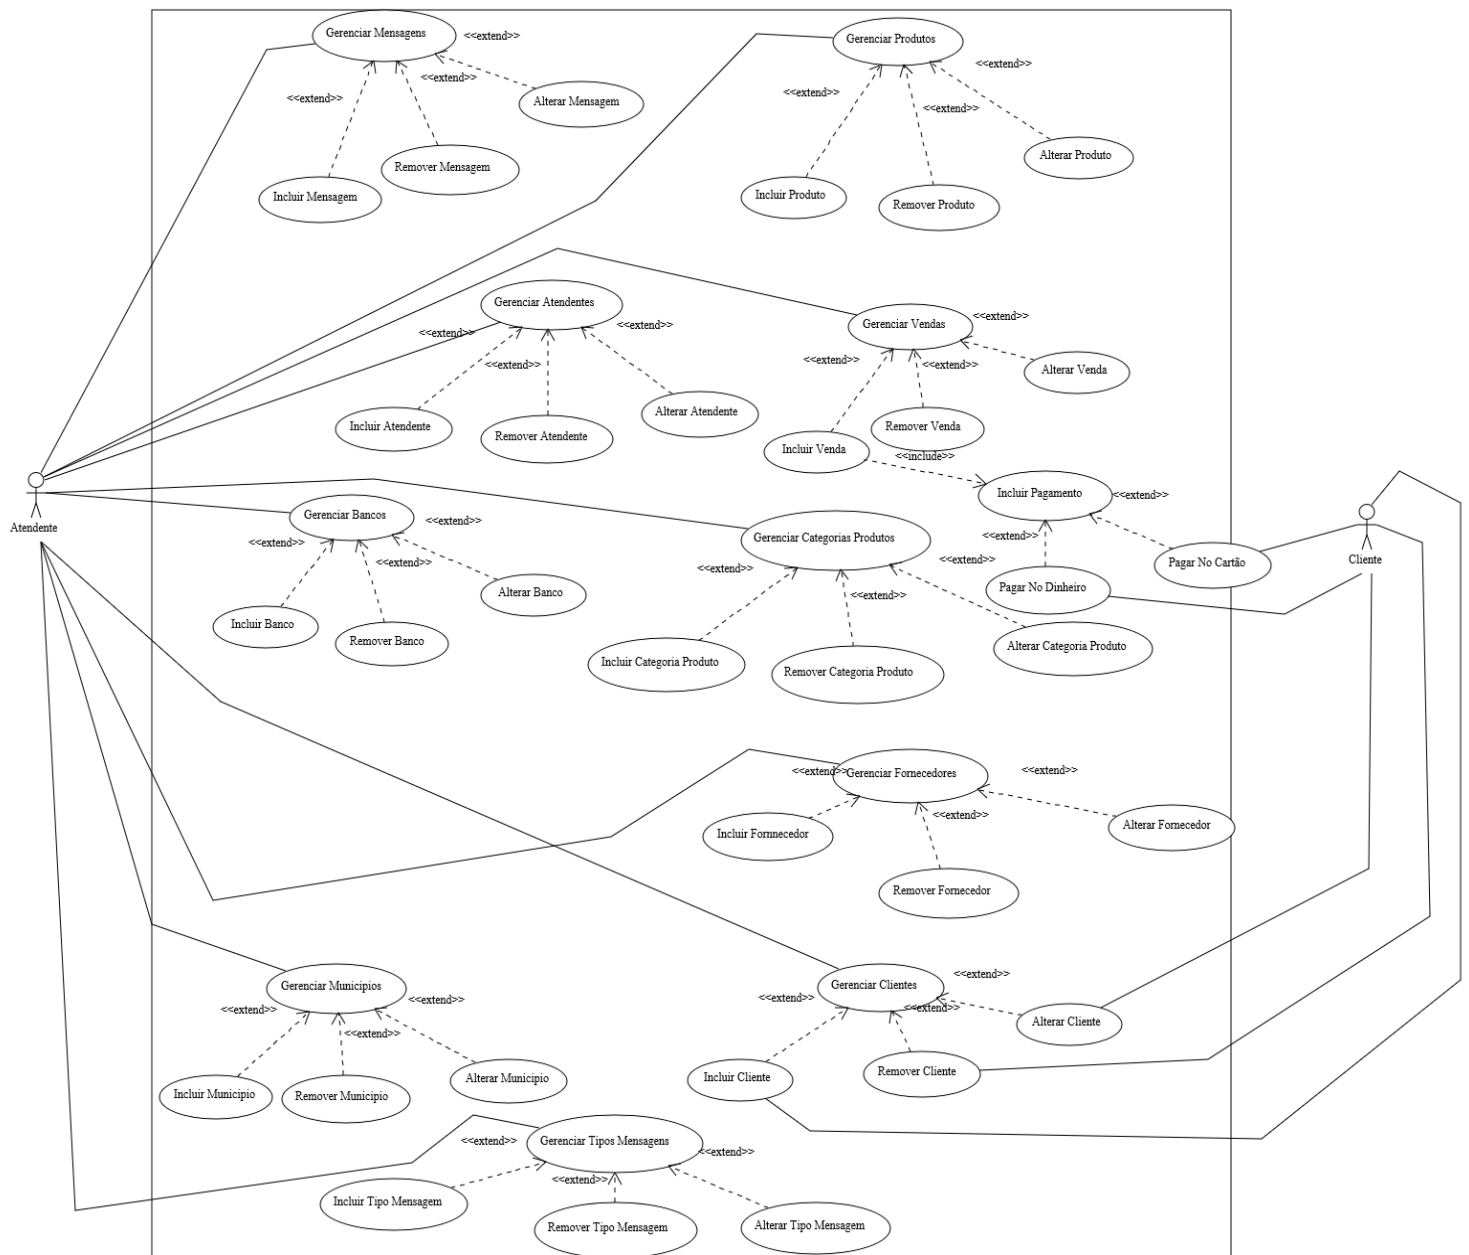 Gerenciar Mensagens
<<extend>>
Gerenciar Produtos
<<extend>>
<<extend>>
<<extend>>
<<extend>>
Alterar Mensagem
<<extend>>
Remover Mensagem
Alterar Produto
Incluir Mensagem
Incluir Produto
Remover Produto
Gerenciar Atendentes
<<extend>>
Gerenciar Vendas
<<extend>>
<<extend>>
<<extend>>
<<extend>>
<<extend>>
Alterar Venda
Incluir Atendente
Remover Atendente
Alterar Atendente
Remover Venda
Incluir Venda
<<include>>
Incluir Pagamento
<<extend>>
Atendente
Gerenciar Bancos
<<extend>>
<<extend>>
<<extend>>
Gerenciar Categorias Produtos
<<extend>>
Cliente
Pagar No Cartão
<<extend>>
<<extend>>
<<extend>>
Pagar No Dinheiro
Alterar Banco
Incluir Banco
Remover Banco
Incluir Categoria Produto
Remover Categoria Produto
Alterar Categoria Produto
<<extend>>
Gerenciar Fornecedores
<<extend>>
<<extend>>
Incluir Fornnecedor
Alterar Fornecedor
Remover Fornecedor
Gerenciar Municipios
<<extend>>
<<extend>>
<<extend>>
Gerenciar Clientes
<<extend>>
<<extend>>
<<extend>>
Alterar Cliente
Incluir Municipio
Remover Municipio
Alterar Municipio
Incluir Cliente
Remover Cliente
<<extend>>
Gerenciar Tipos Mensagens
<<extend>>
<<extend>>
Incluir Tipo Mensagem
Remover Tipo Mensagem
Alterar Tipo Mensagem